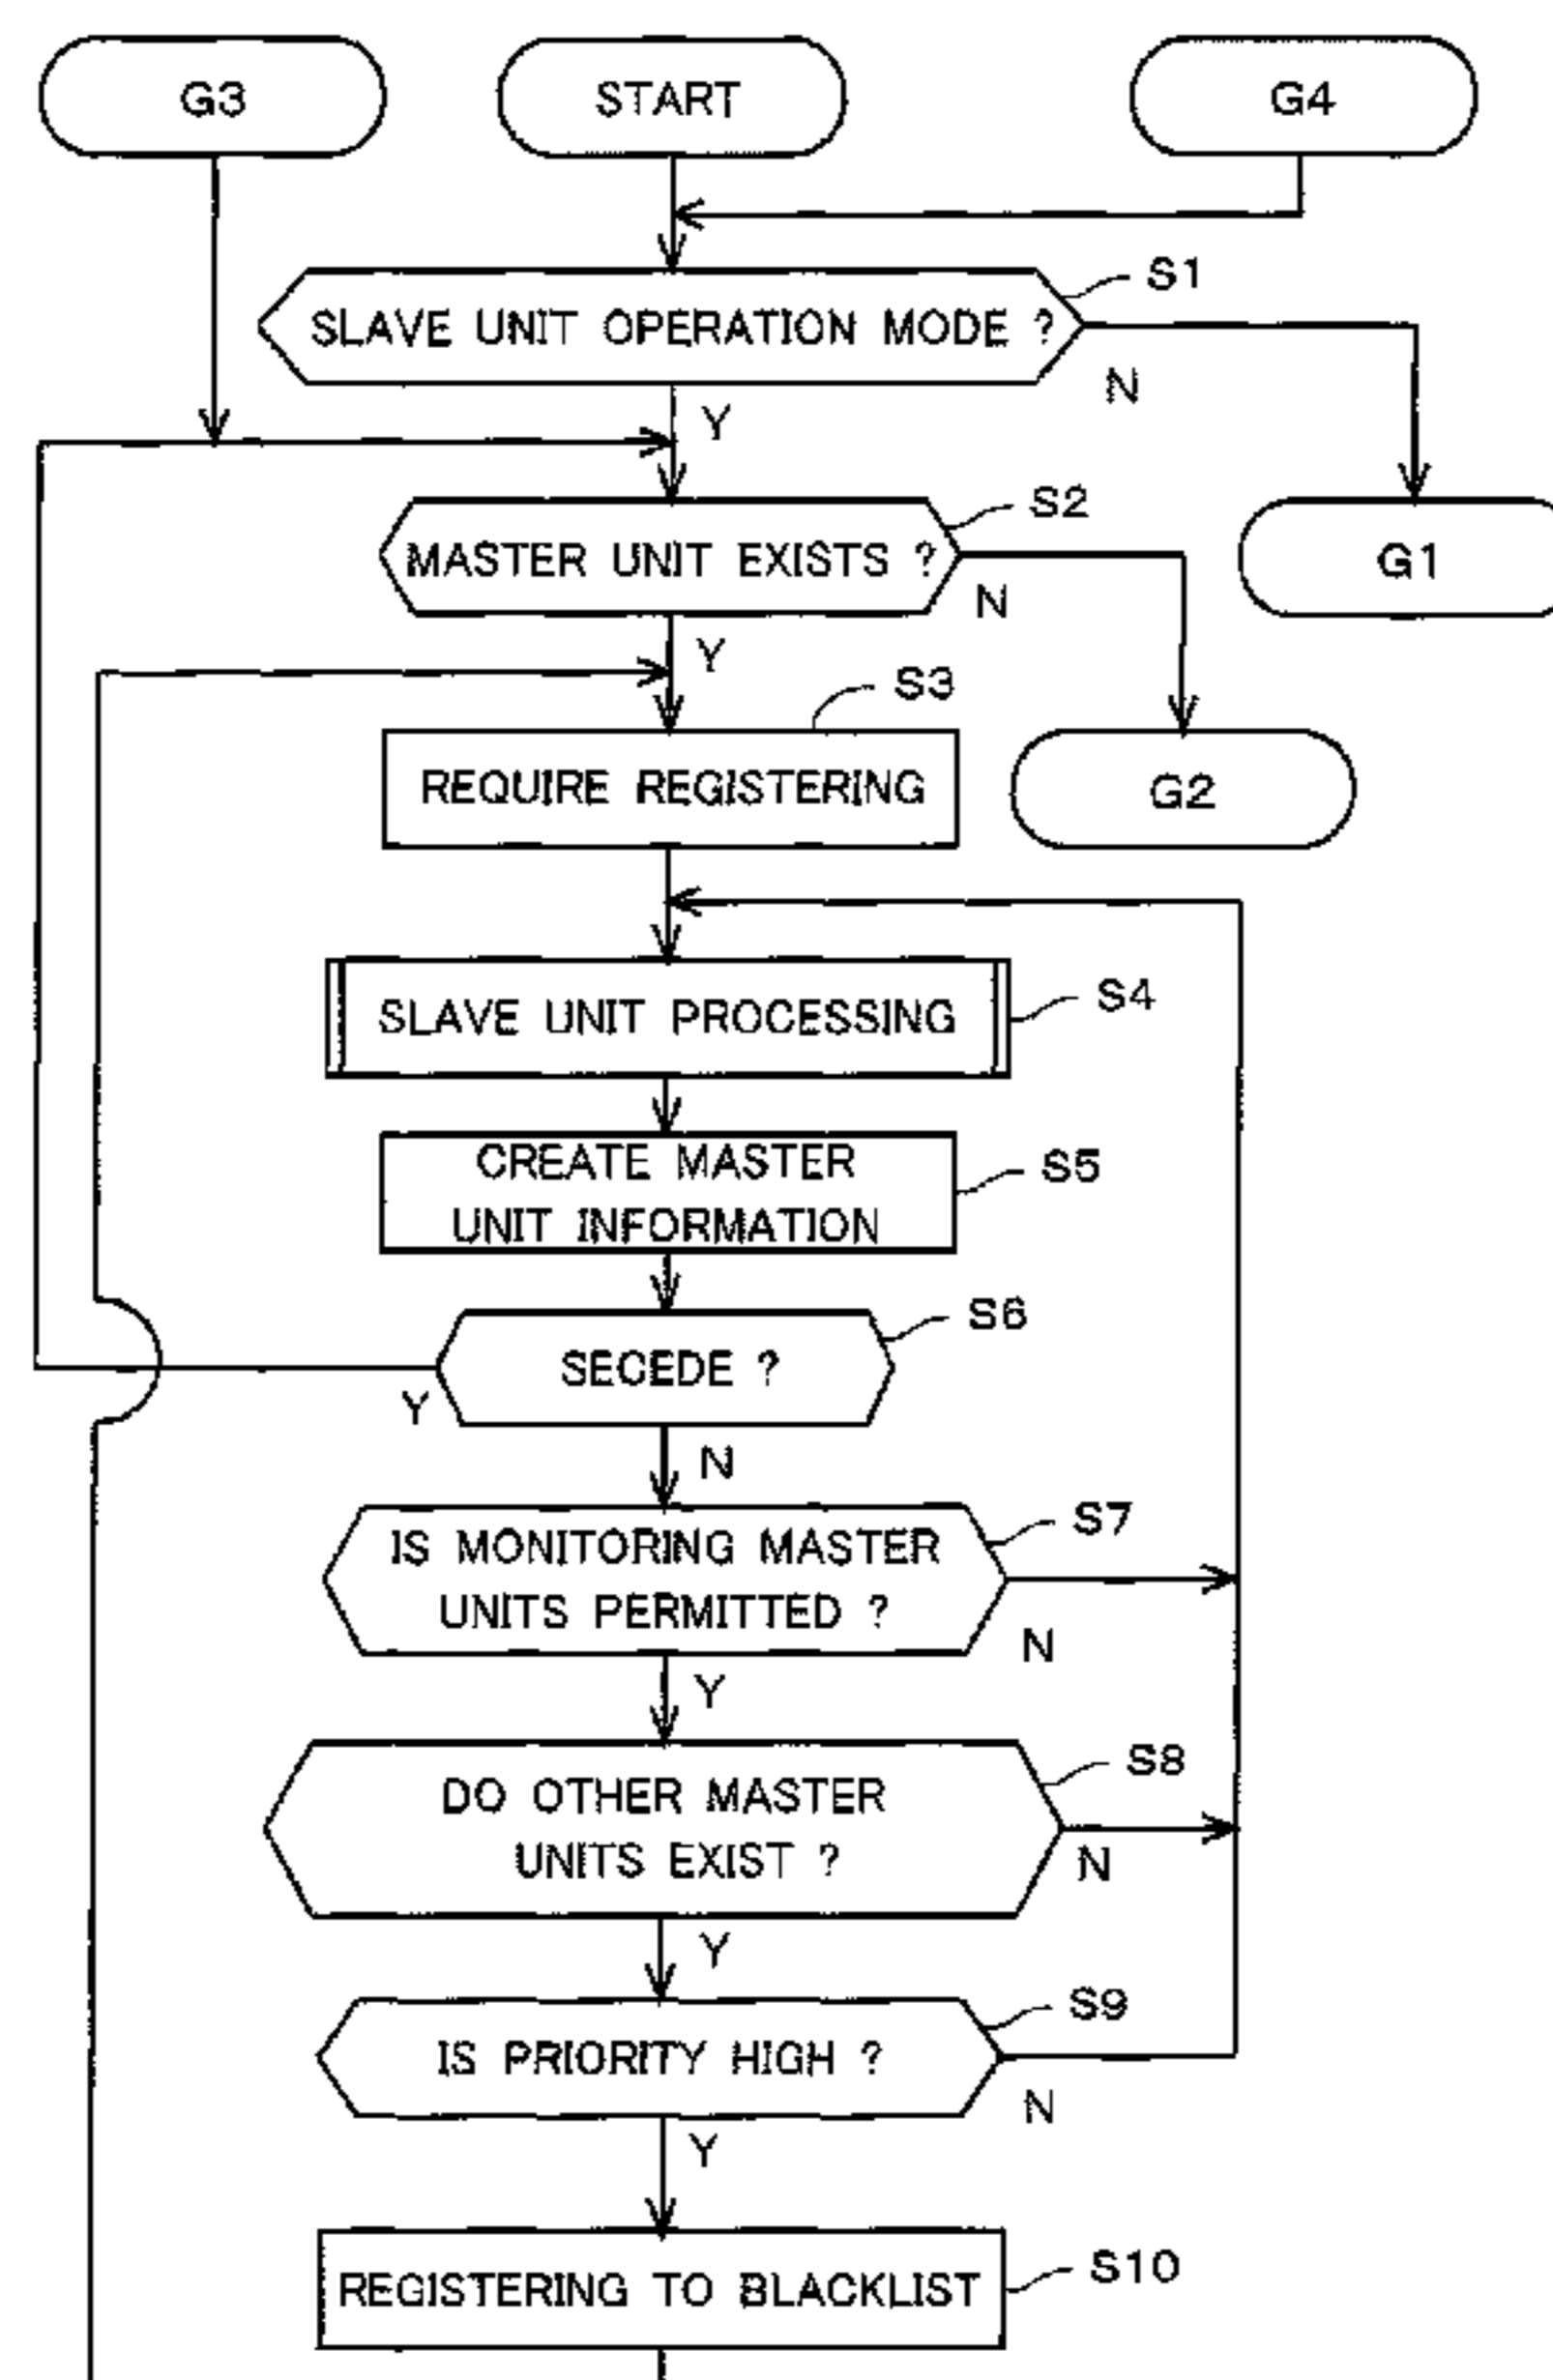 G3
START
G4
S1
SLAVE UNIT OPERATION MODE ?
N
Y
S2
MASTER UNIT EXISTS ?
G1
N
Y
S3
REQUIRE REGISTERING
G2
SLAVE UNIT PROCESSING
S4
CREATE MASTER
UNIT INFORMATION
S5
S6
SECEDE ?
Y
N
S7
IS MONITORING MASTER
UNITS PERMITTED ?
N
Y
S8
DO OTHER MASTER
UNITS EXIST ?
N
Y
S9
IS PRIORITY HIGH ?
N
Y
S10
REGISTERING TO BLACKLIST